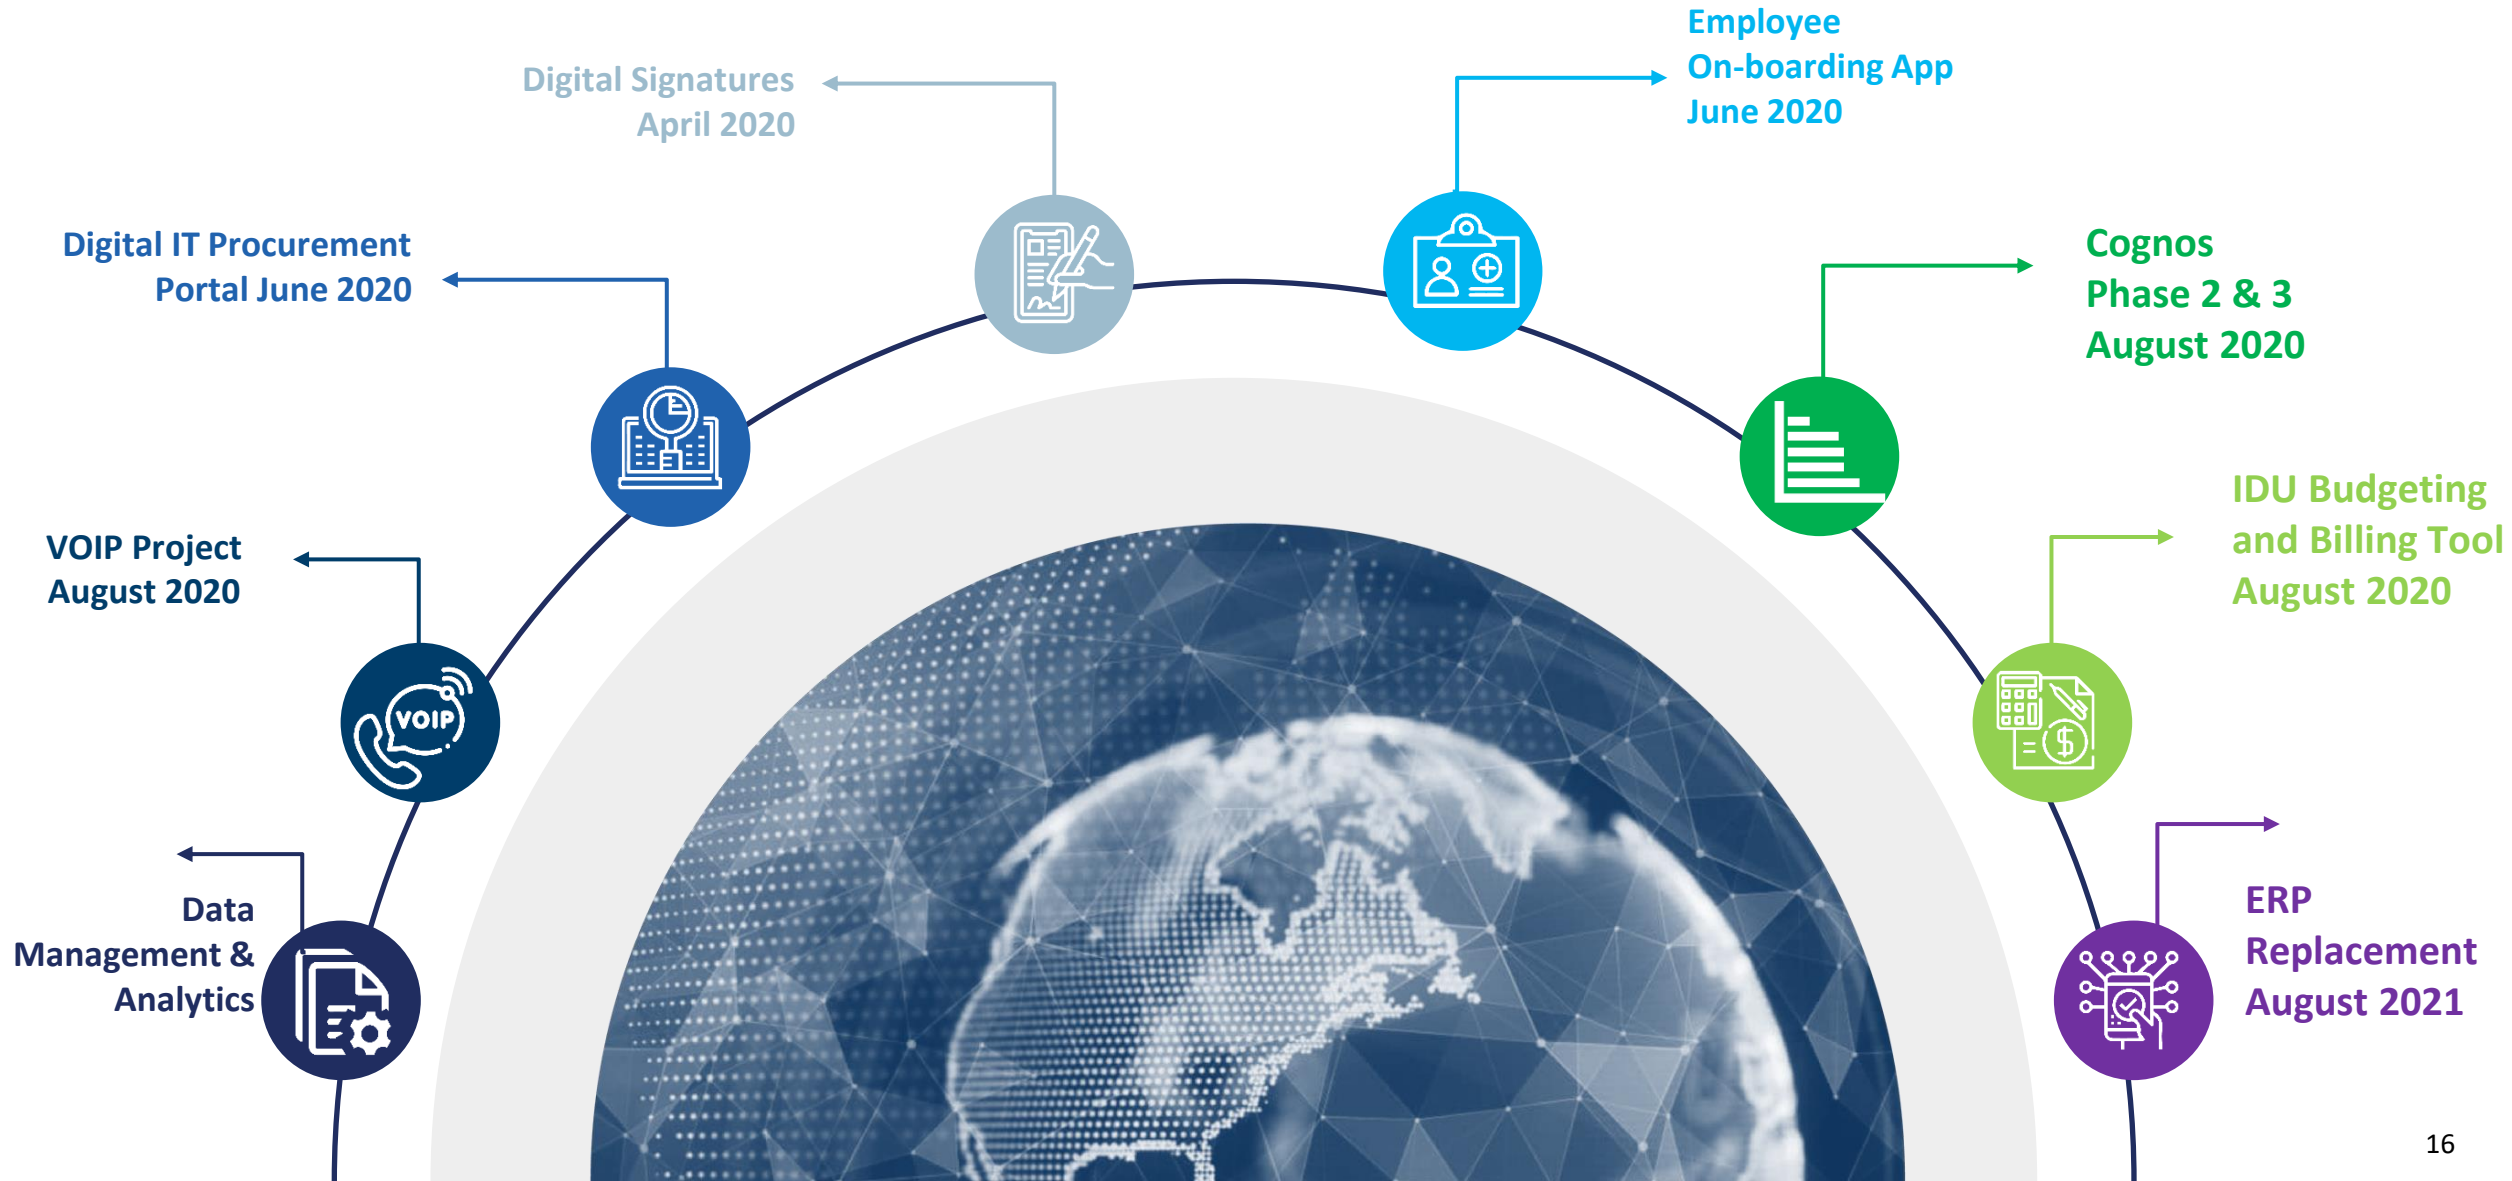 Employee
On-boarding App
June 2020
Digital Signatures
April 2020
Digital IT Procurement
Portal June 2020
Cognos
Phase 2 & 3
August 2020
VOIP Project
August 2020
IDU Budgeting
and Billing Tool
August 2020
VOIP
$
Data
Management &
Analytics
ERP
Replacement
August 2021
16